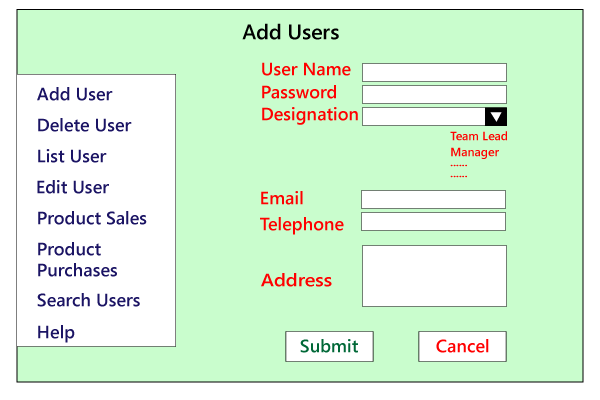 Add Users
Add User
Delete User
List User
Edit User
Product Sales
Product
Purchases
Search Users
Help
User Name
Password
Designation
Team Lead
Manager
......
......
Email
Telephone
Address
Submit
Cancel